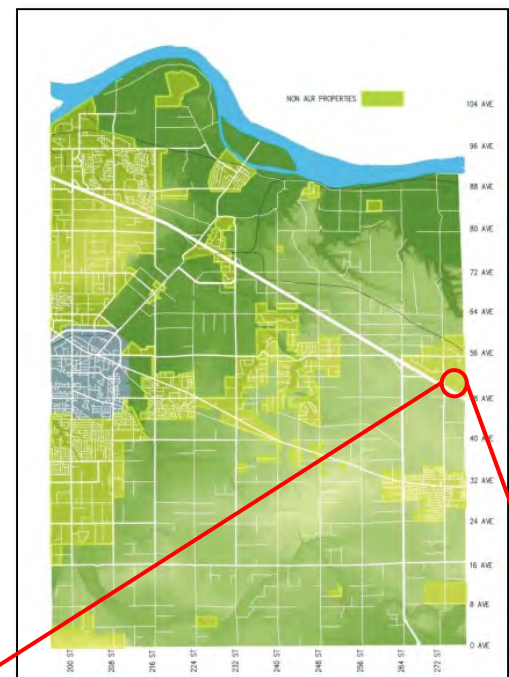 NON ALR PROPERTIES
104 AVE
96 AVE
88 AVE
80 AVE
72 AVE
64 AVE
56 AVE
48 AVE
40 AVE
32 AVE
24 AVE
16 AVE
8 AVE
0 AVE
200 ST
208 ST
216 ST
224 ST
232 ST
240 ST
248 ST
256 ST
264 ST
272 ST